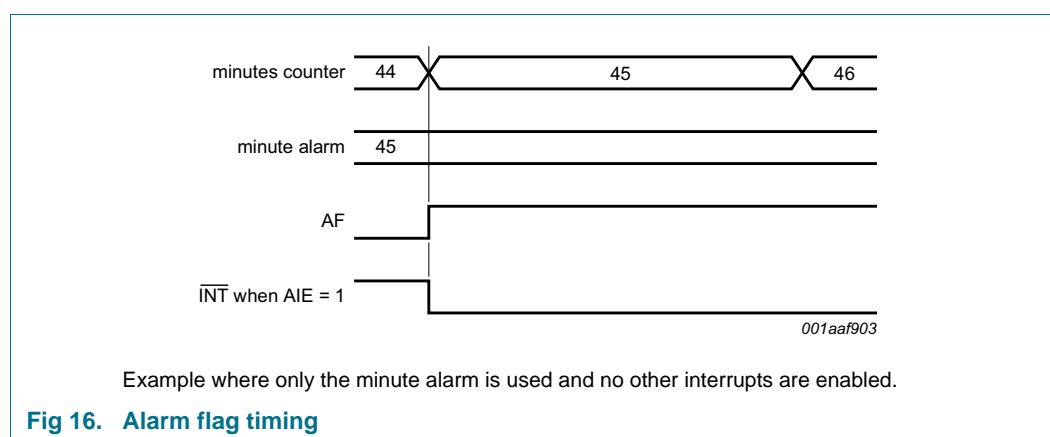 minutes counter 44 45 46
minute alarm 45
AF
INT when AIE = 1
001aaf903
Example where only the minute alarm is used and no other interrupts are enabled.
Fig 16. Alarm flag timing